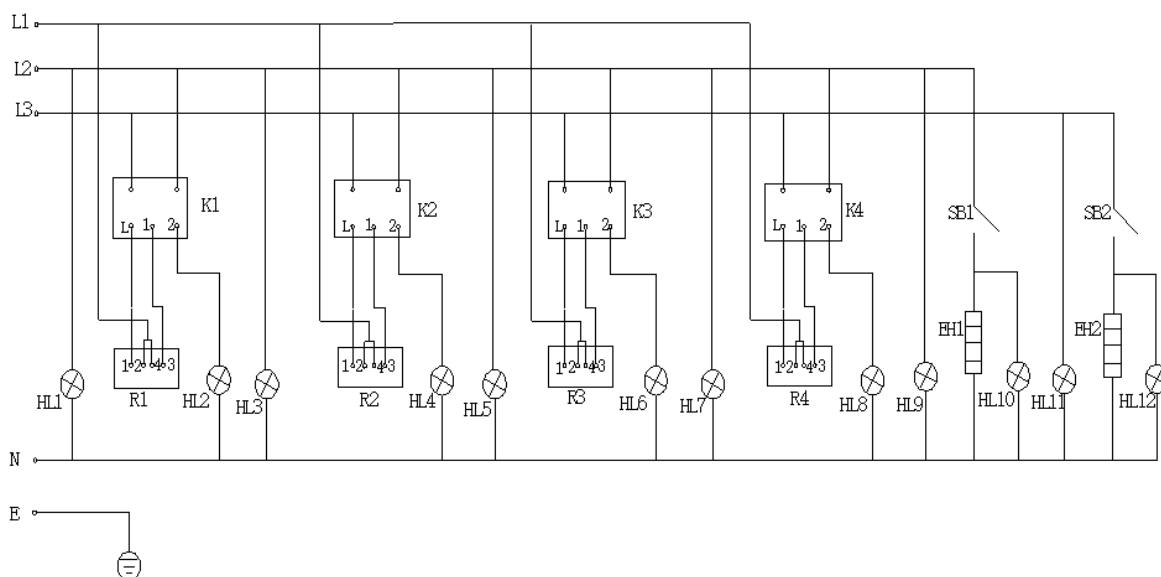 L1
L2
L3
K1 K2 K3 K4 SB1 SB2
L 1 2 L 1 2 L 1 2 L 1 2
EH1 EH2
1 2 4 3 1 2 4 3 1 2 4 3 1 2 4 3
HL1 R1 HL2 HL3 R2 HL4 HL5 R3 HL6 HL7 R4 HL8 HL9 HL10 HL11 HL12
N
E